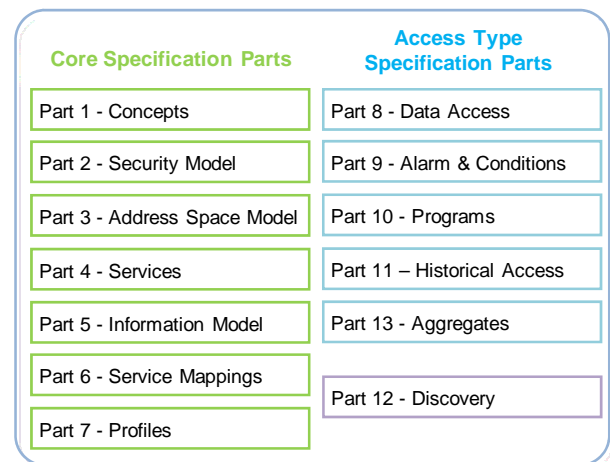 Core Specification Parts
Part 1 - Concepts
Part 2 - Security Model
Part 3 - Address Space Model
Part 4 - Services
Part 5 - Information Model
Part 6 - Service Mappings
Part 7 - Profiles
Access Type
Specification Parts
Part 8 - Data Access
Part 9 - Alarm & Conditions
Part 10 - Programs
Part 11 – Historical Access
Part 13 - Aggregates
Part 12 - Discovery